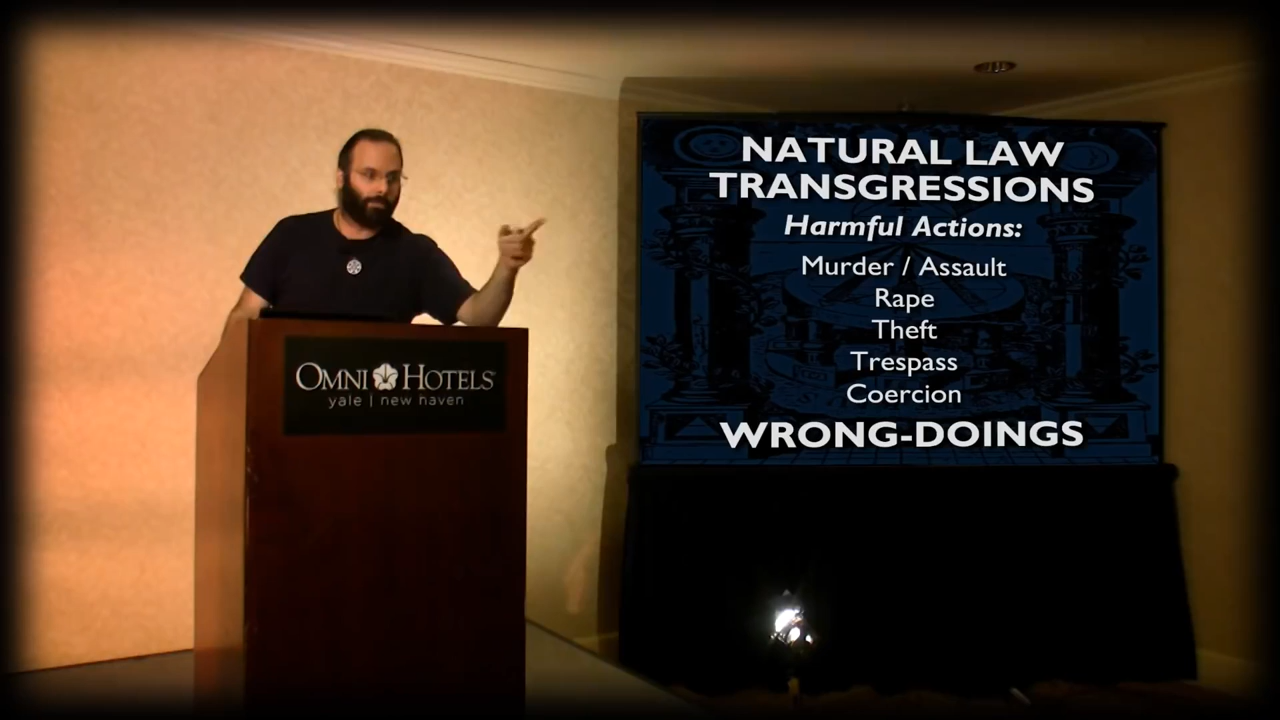 OMNI HOTELS
yale | new haven
NATURAL LAW
TRANSGRESSIONS
Harmful Actions:
Murder / Assault
Rape
Theft
Trespass
Coercion
WRONG-DOINGS